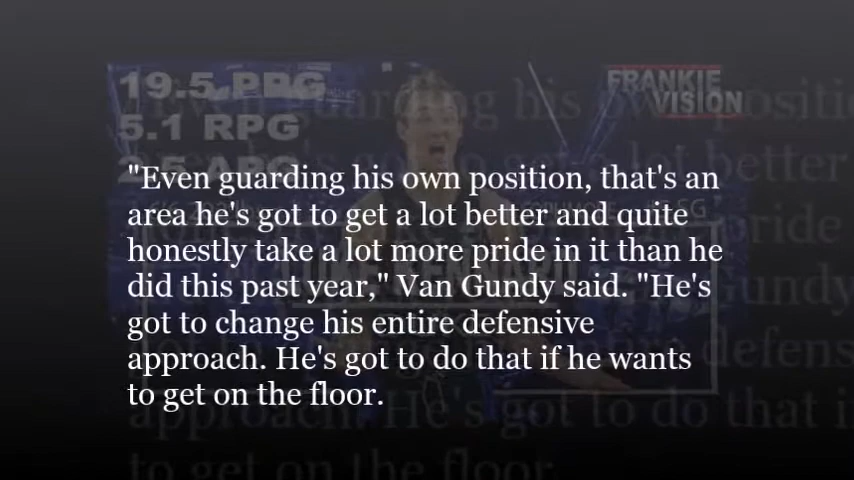 19.5 PPG
FRANKIE
VISION
5.1 RPG
"Even guarding his own position, that's an
area he's got to get a lot better and quite
honestly take a lot more pride in it than he
did this past year," Van Gundy said. "He's
got to change his entire defensive
approach. He's got to do that if he wants
to get on the floor.